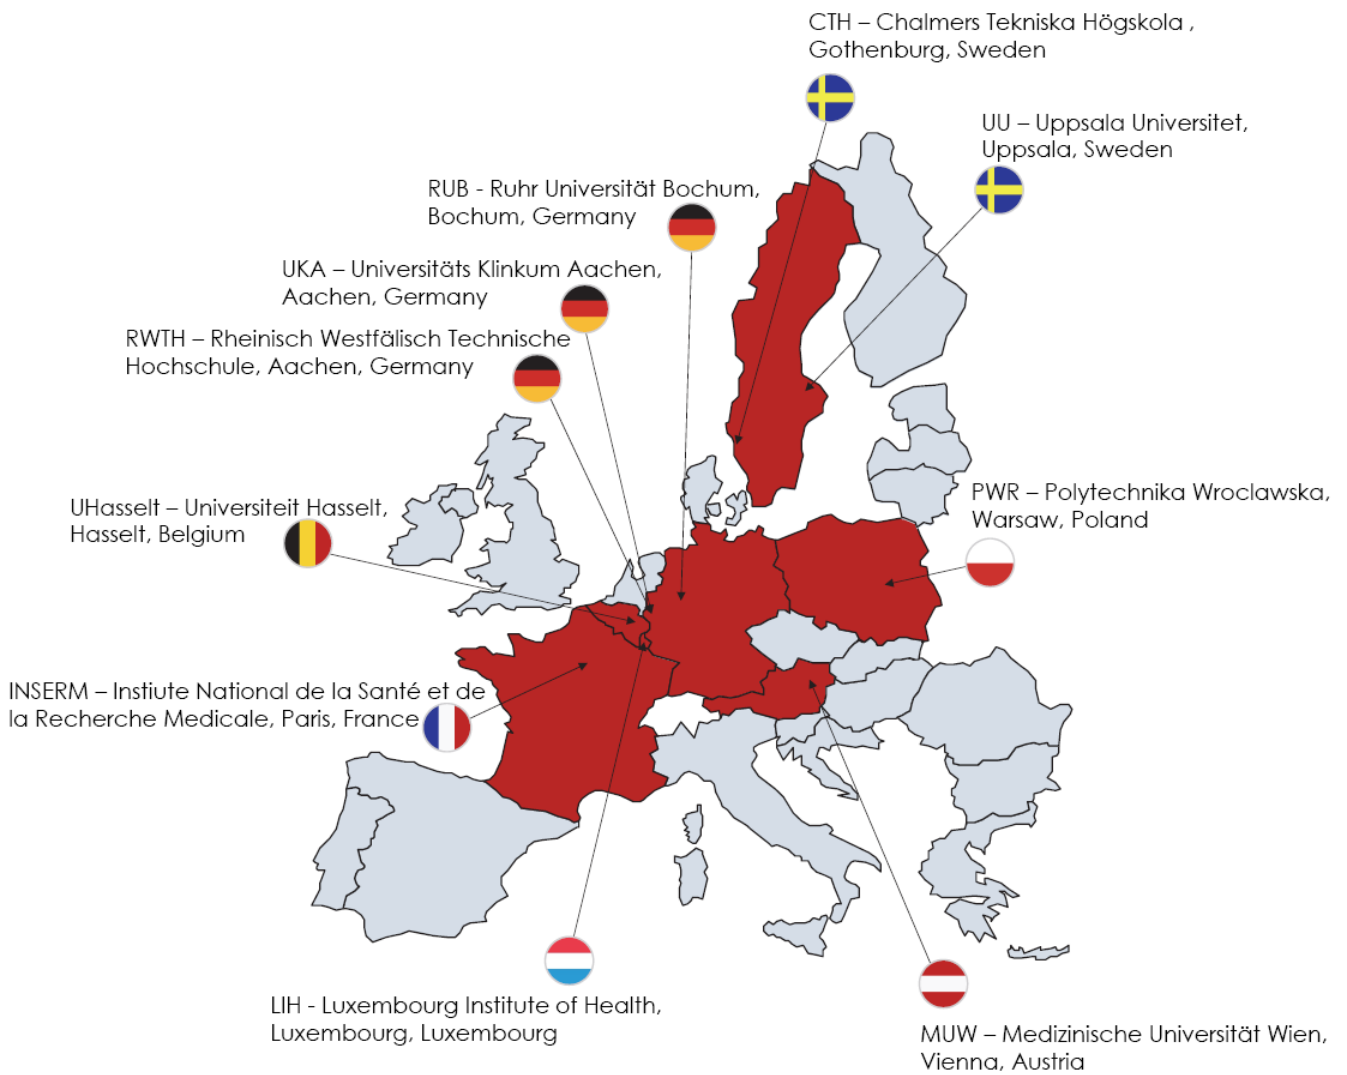 CTH – Chalmers Tekniska Högskola ,
Gothenburg, Sweden
UU – Uppsala Universitet,
Uppsala, Sweden
RUB - Ruhr Universität Bochum,
Bochum, Germany
UKA – Universitäts Klinkum Aachen,
Aachen, Germany
RWTH – Rheinisch Westfälisch Technische
Hochschule, Aachen, Germany
UHasselt – Universiteit Hasselt,
Hasselt, Belgium
PWR – Polytechnika Wroclawska,
Warsaw, Poland
INSERM – Instiute National de la Santé et de
la Recherche Medicale, Paris, France
LIH - Luxembourg Institute of Health,
Luxembourg, Luxembourg
MUW – Medizinische Universität Wien,
Vienna, Austria